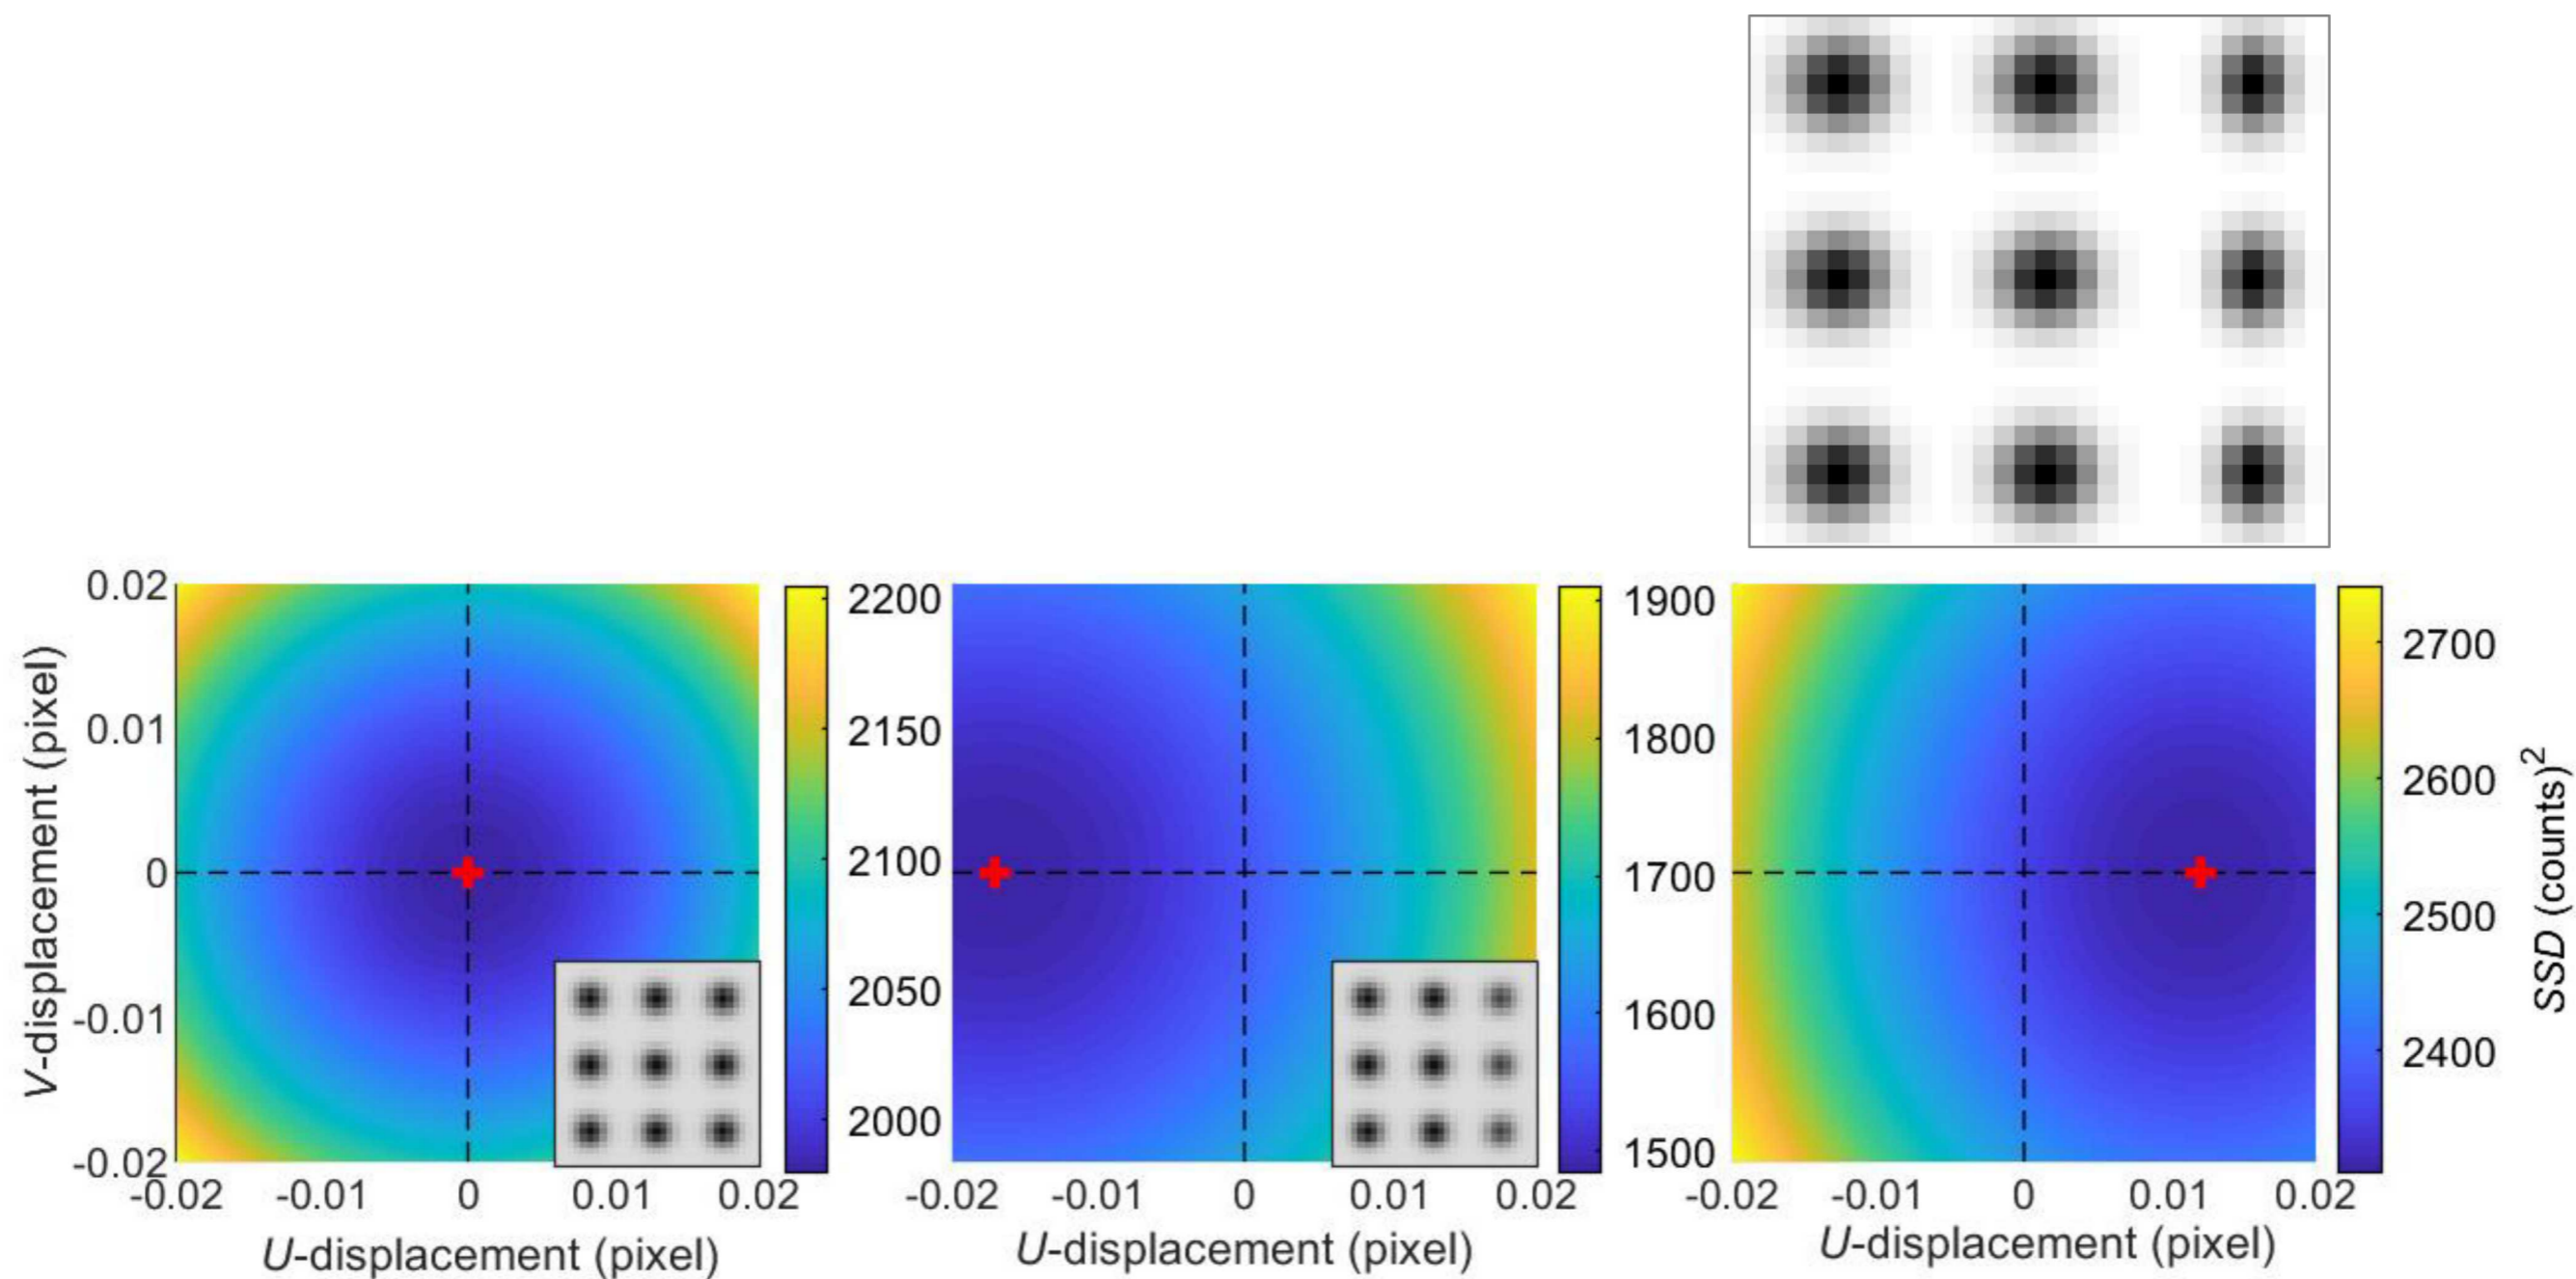 0.02
0.01
0
-0.01
-0.02
V-displacement (pixel)
-0.02 -0.01 0 0.01 0.02
U-displacement (pixel)
2200
2150
2100
2050
2000
-0.02 -0.01 0 0.01 0.02
U-displacement (pixel)
1900
1800
1700
1600
1500
-0.02 -0.01 0 0.01 0.02
U-displacement (pixel)
2700
2600
2500
2400
SSD (counts)²